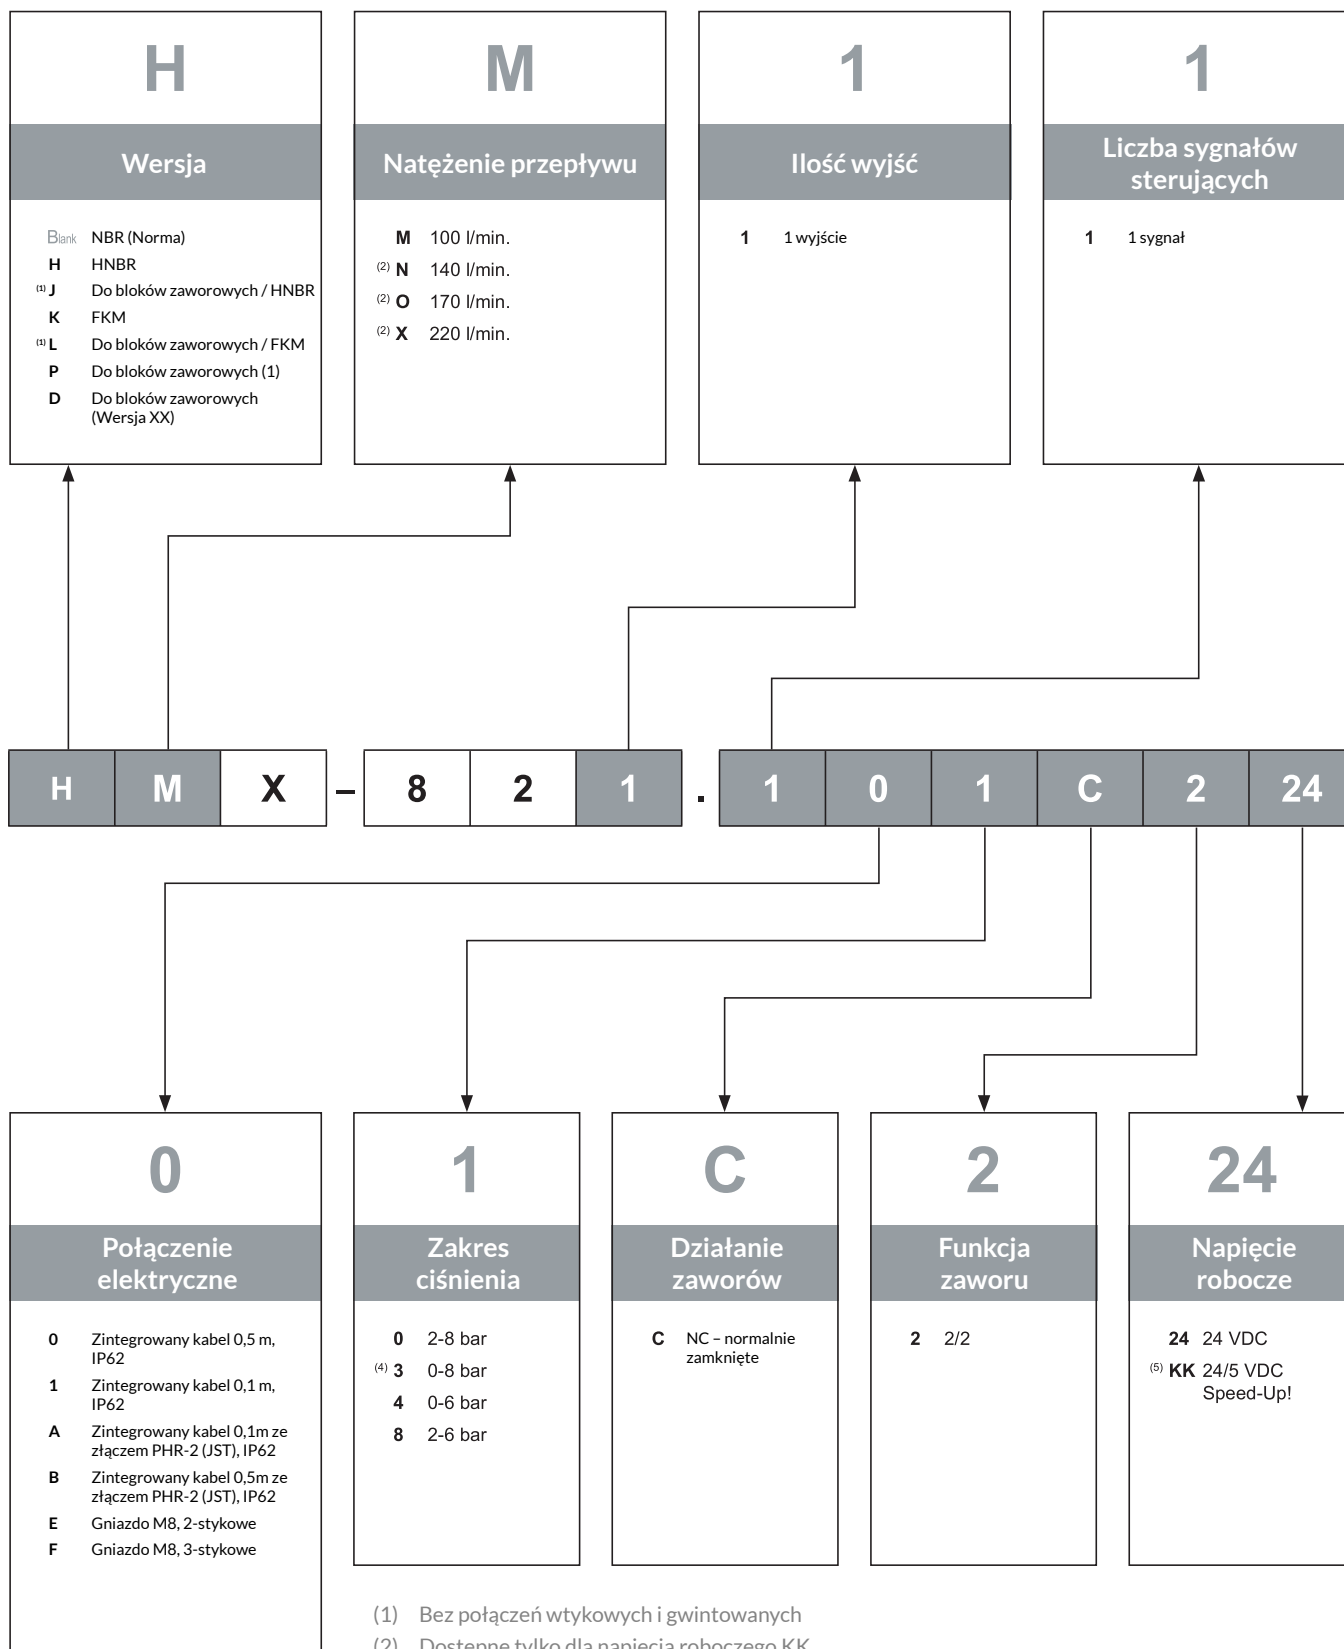 H
Wersja
Blank NBR (Norma)
H HNBR
(1) J Do bloków zaworowych / HNBR
K FKM
(1) L Do bloków zaworowych / FKM
P Do bloków zaworowych (1)
D Do bloków zaworowych
(Wersja XX)
M
Natężenie przepływu
M 100 l/min.
(2) N 140 l/min.
(2) O 170 l/min.
(2) X 220 l/min.
1
Ilość wyjść
1 1 wyjście
1
Liczba sygnałów
sterujących
1 1 sygnał
H M X – 8 2 1 . 1 0 1 C 2 24
0
Połączenie
elektryczne
0 Zintegrowany kabel 0,5 m,
IP62
1 Zintegrowany kabel 0,1 m,
IP62
A Zintegrowany kabel 0,1m ze
złączem PHR-2 (JST), IP62
B Zintegrowany kabel 0,5m ze
złączem PHR-2 (JST), IP62
E Gniazdo M8, 2-stykowe
F Gniazdo M8, 3-stykowe
1
Zakres
ciśnienia
0 2-8 bar
(4) 3 0-8 bar
4 0-6 bar
8 2-6 bar
C
Działanie
zaworów
C NC – normalnie
zamknięte
2
Funkcja
zaworu
2 2/2
24
Napięcie
robocze
24 24 VDC
(5) KK 24/5 VDC
Speed-Up!
(1) Bez połączeń wtykowych i gwintowanych
(2) Dostępne tylko dla napięcia roboczego KK